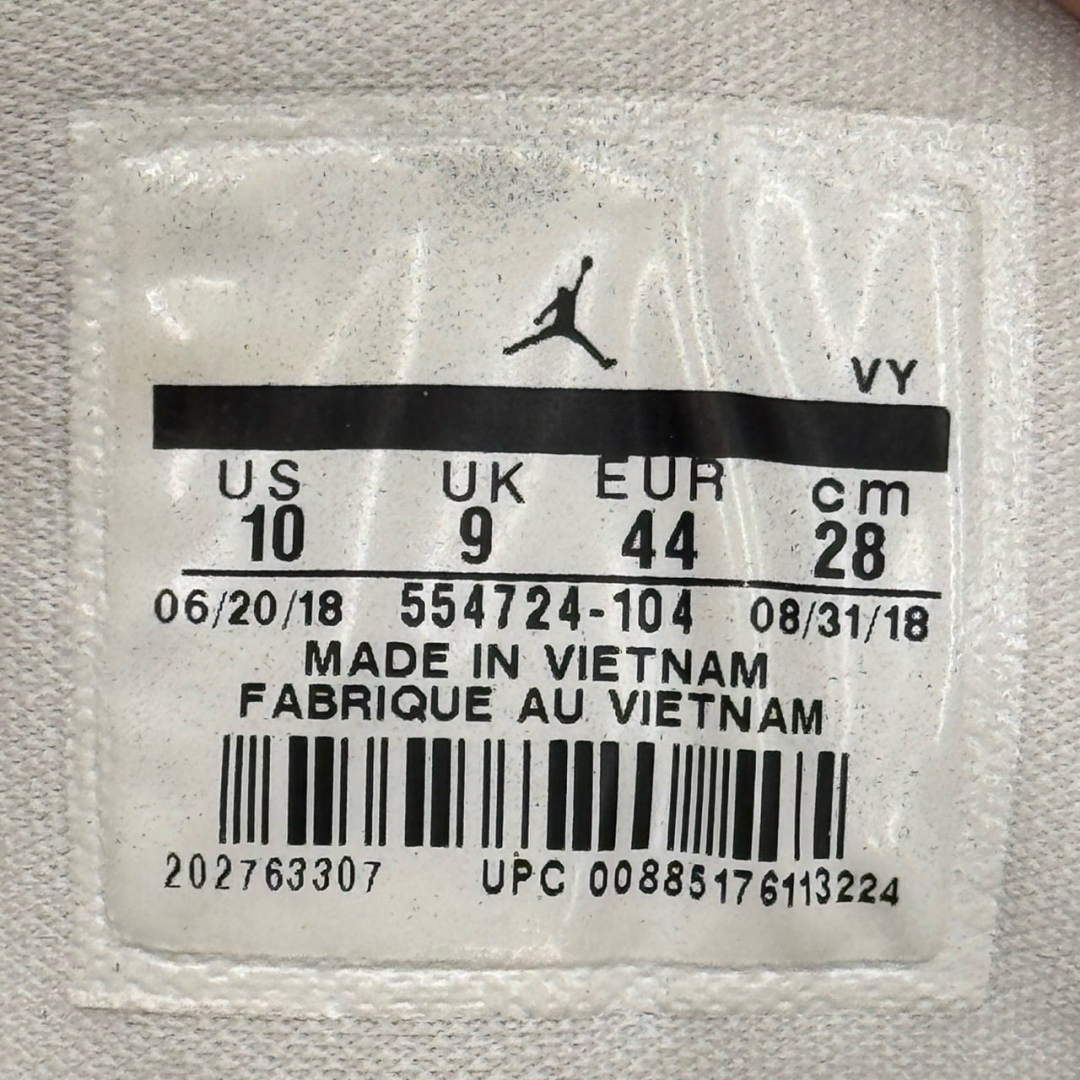 VY
US UK EUR cm
10 9 44 28
06/20/18 554724-104 08/31/18
MADE IN VIETNAM
FABRIQUE AU VIETNAM
202763307 UPC 00885176113224